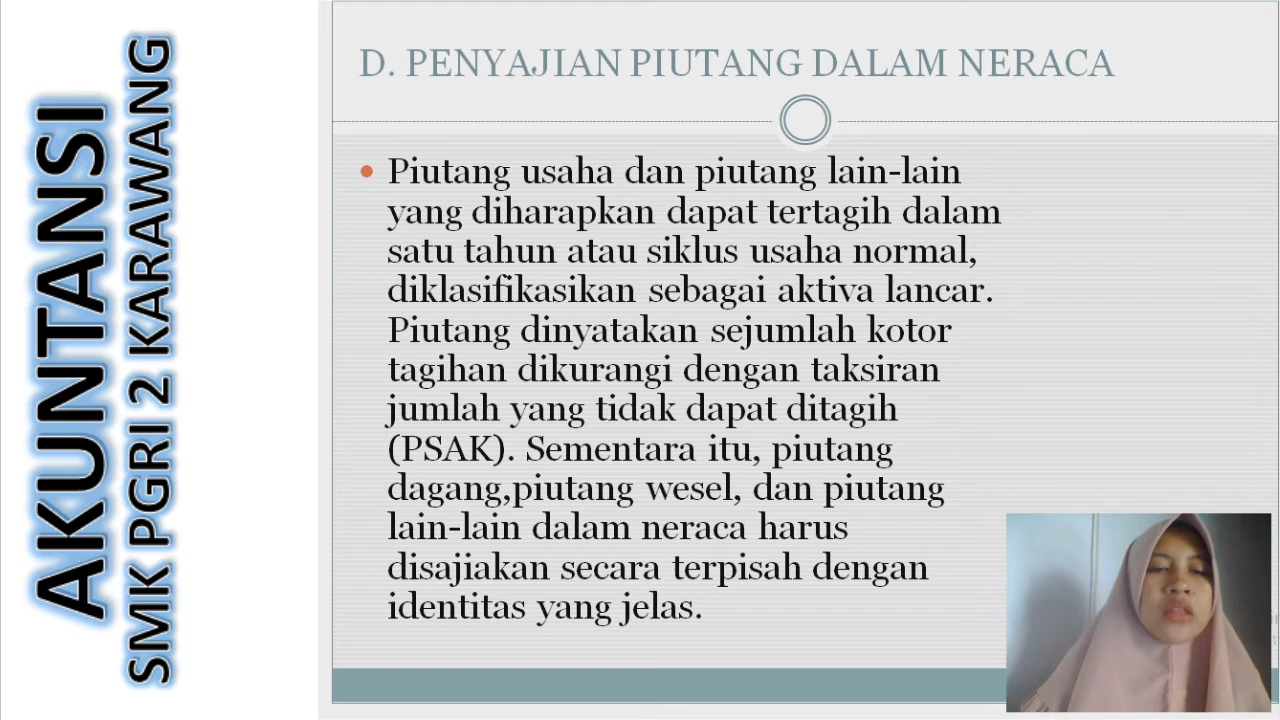 AKUNTANSI
SMK PGRI 2 KARAWANG
D. PENYAJIAN PIUTANG DALAM NERACA
• Piutang usaha dan piutang lain-lain
yang diharapkan dapat tertagih dalam
satu tahun atau siklus usaha normal,
diklasifikasikan sebagai aktiva lancar.
Piutang dinyatakan sejumlah kotor
tagihan dikurangi dengan taksiran
jumlah yang tidak dapat ditagih
(PSAK). Sementara itu, piutang
dagang,piutang wesel, dan piutang
lain-lain dalam neraca harus
disajiakan secara terpisah dengan
identitas yang jelas.